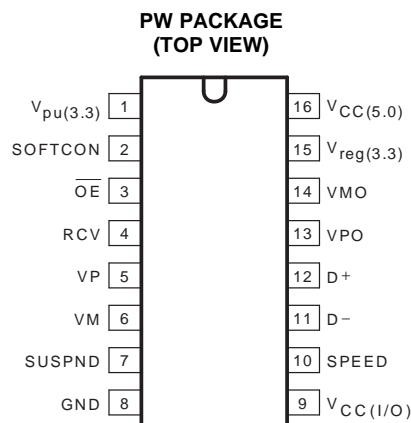 PW PACKAGE
(TOP VIEW)
Vpu(3.3) 1 16 VCC(5.0)
SOFTCON 2 15 Vreg(3.3)
OE 3 14 VMO
RCV 4 13 VPO
VP 5 12 D+
VM 6 11 D−
SUSPND 7 10 SPEED
GND 8 9 VCC(I/O)